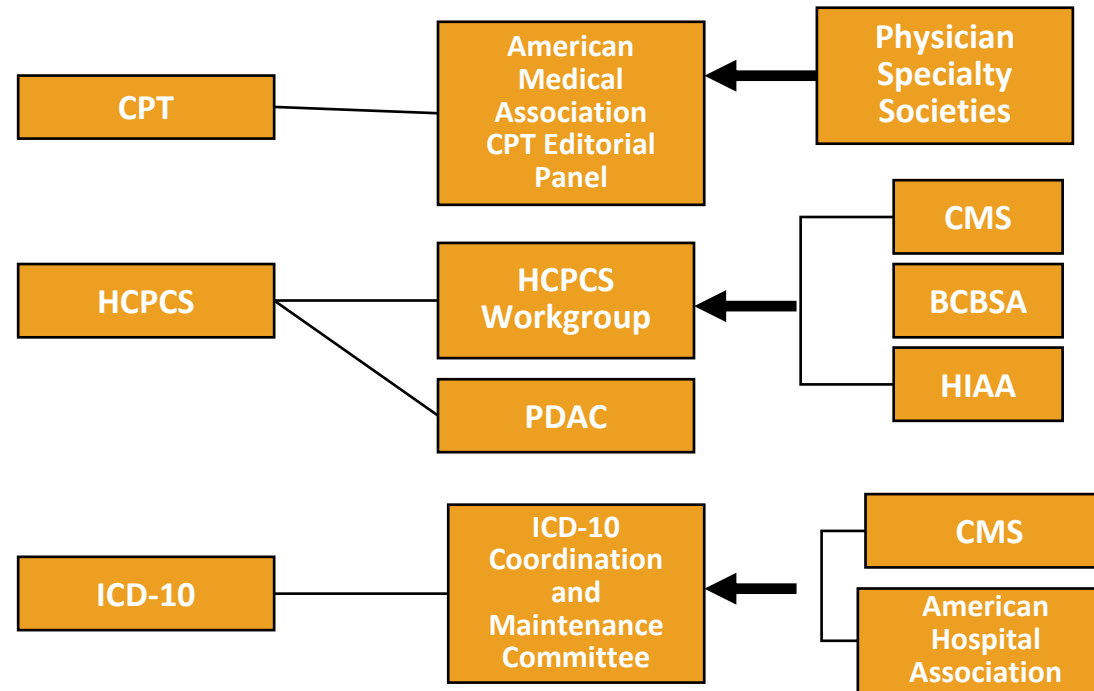 CPT
American
Medical
Association
CPT Editorial
Panel
Physician
Specialty
Societies
HCPCS
HCPCS
Workgroup
PDAC
CMS
BCBSA
HIAA
ICD-10
ICD-10
Coordination
and
Maintenance
Committee
CMS
American
Hospital
Association